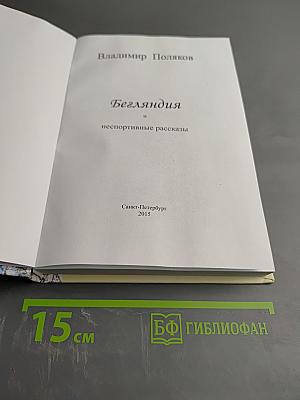 Владимир Поляков
Бегляндия
и
неспортивные рассказы
Санкт-Петербург
2015
15 см
БФ БИБЛИОФАН